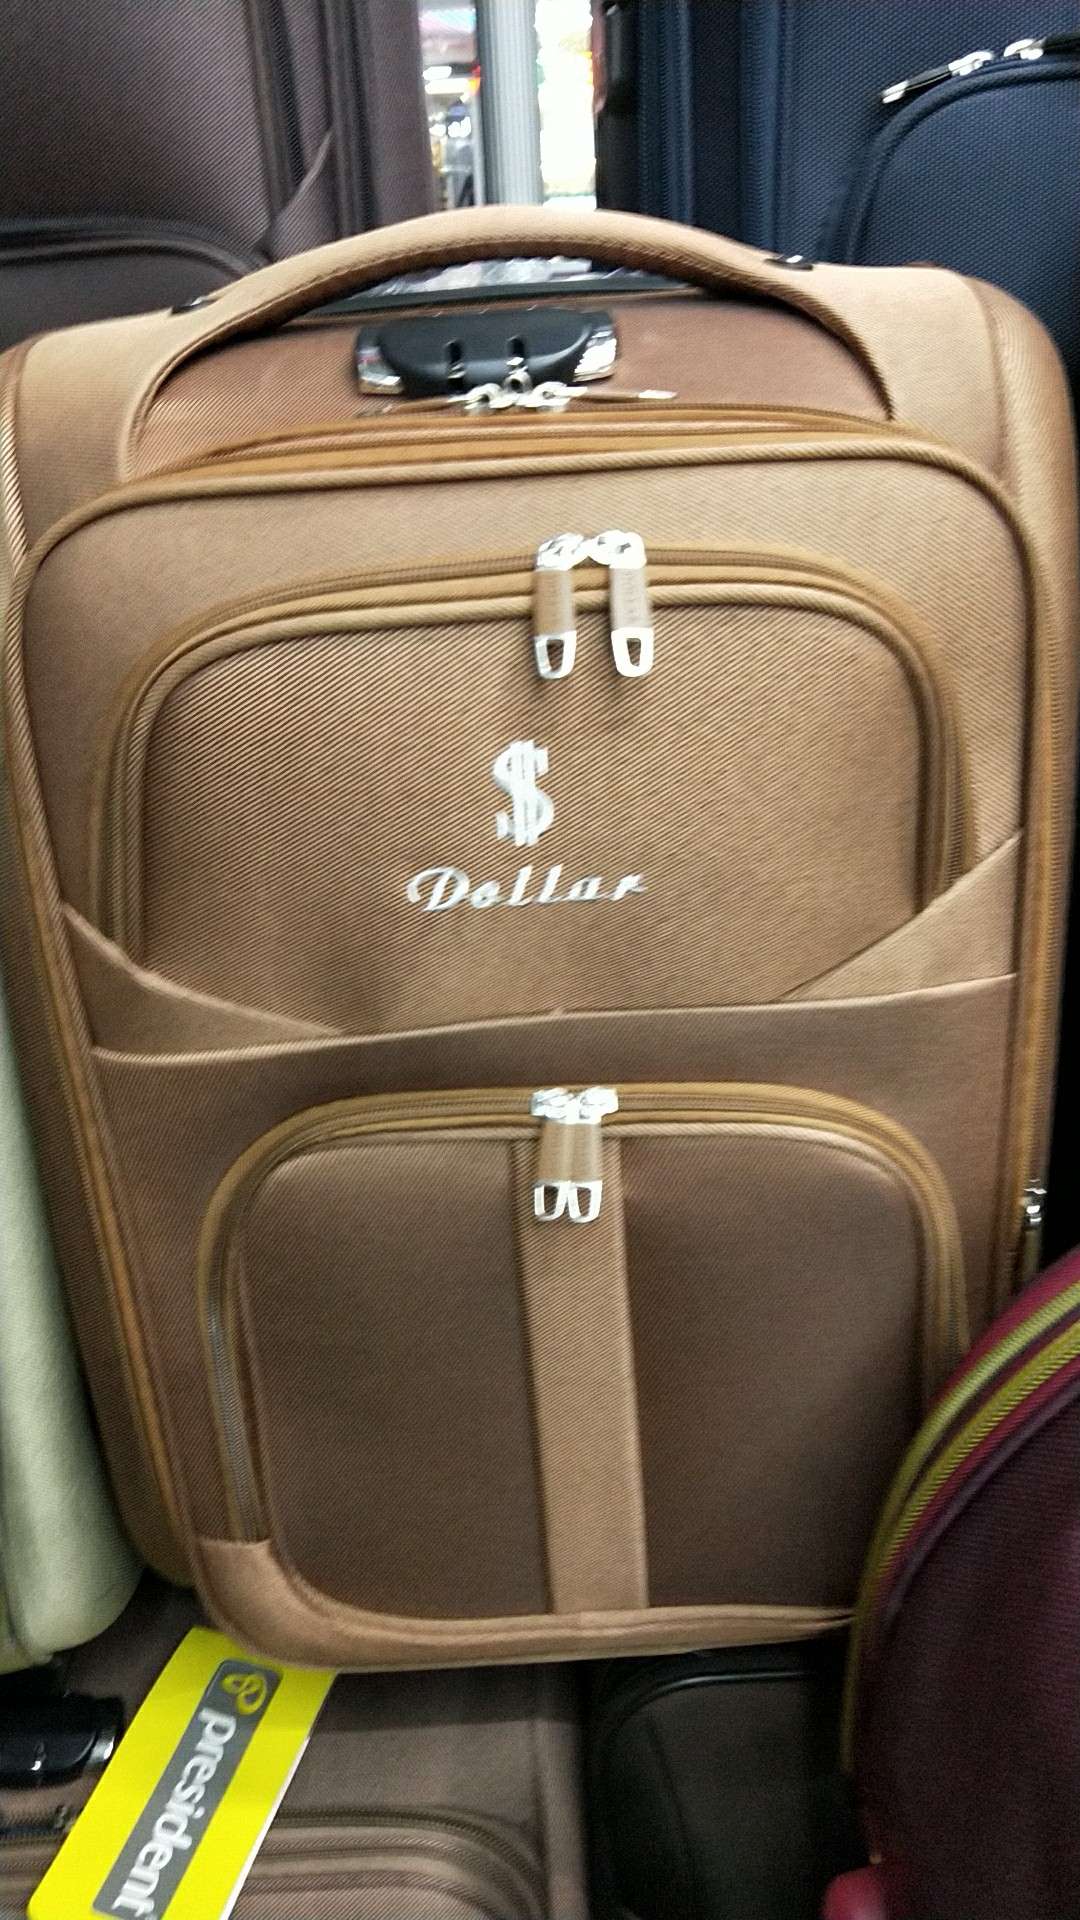 $
Dollar
president